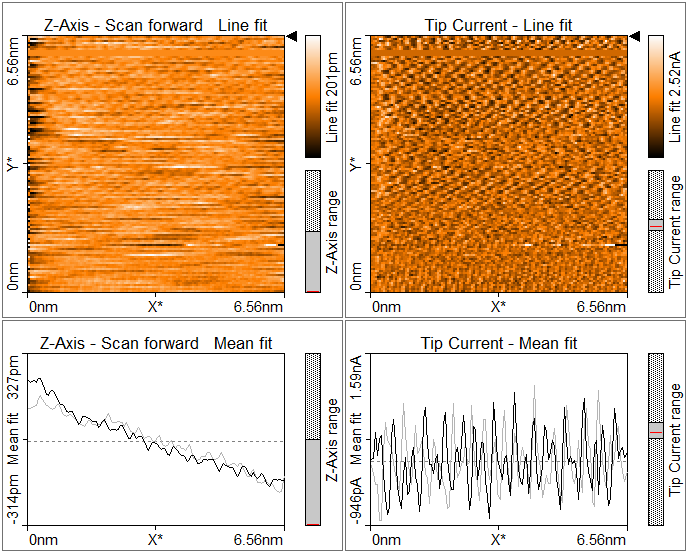 Z-Axis - Scan forward Line fit
6.56nm
Y*
0nm
0nm X* 6.56nm
Line fit 201pm
Z-Axis range
Tip Current - Line fit
6.56nm
Y*
0nm
0nm X* 6.56nm
Line fit 2.52nA
Tip Current range
Z-Axis - Scan forward Mean fit
-314pm Mean fit 327pm
0nm X* 6.56nm
Z-Axis range
Tip Current - Mean fit
-946pA Mean fit 1.59nA
0nm X* 6.56nm
Tip Current range